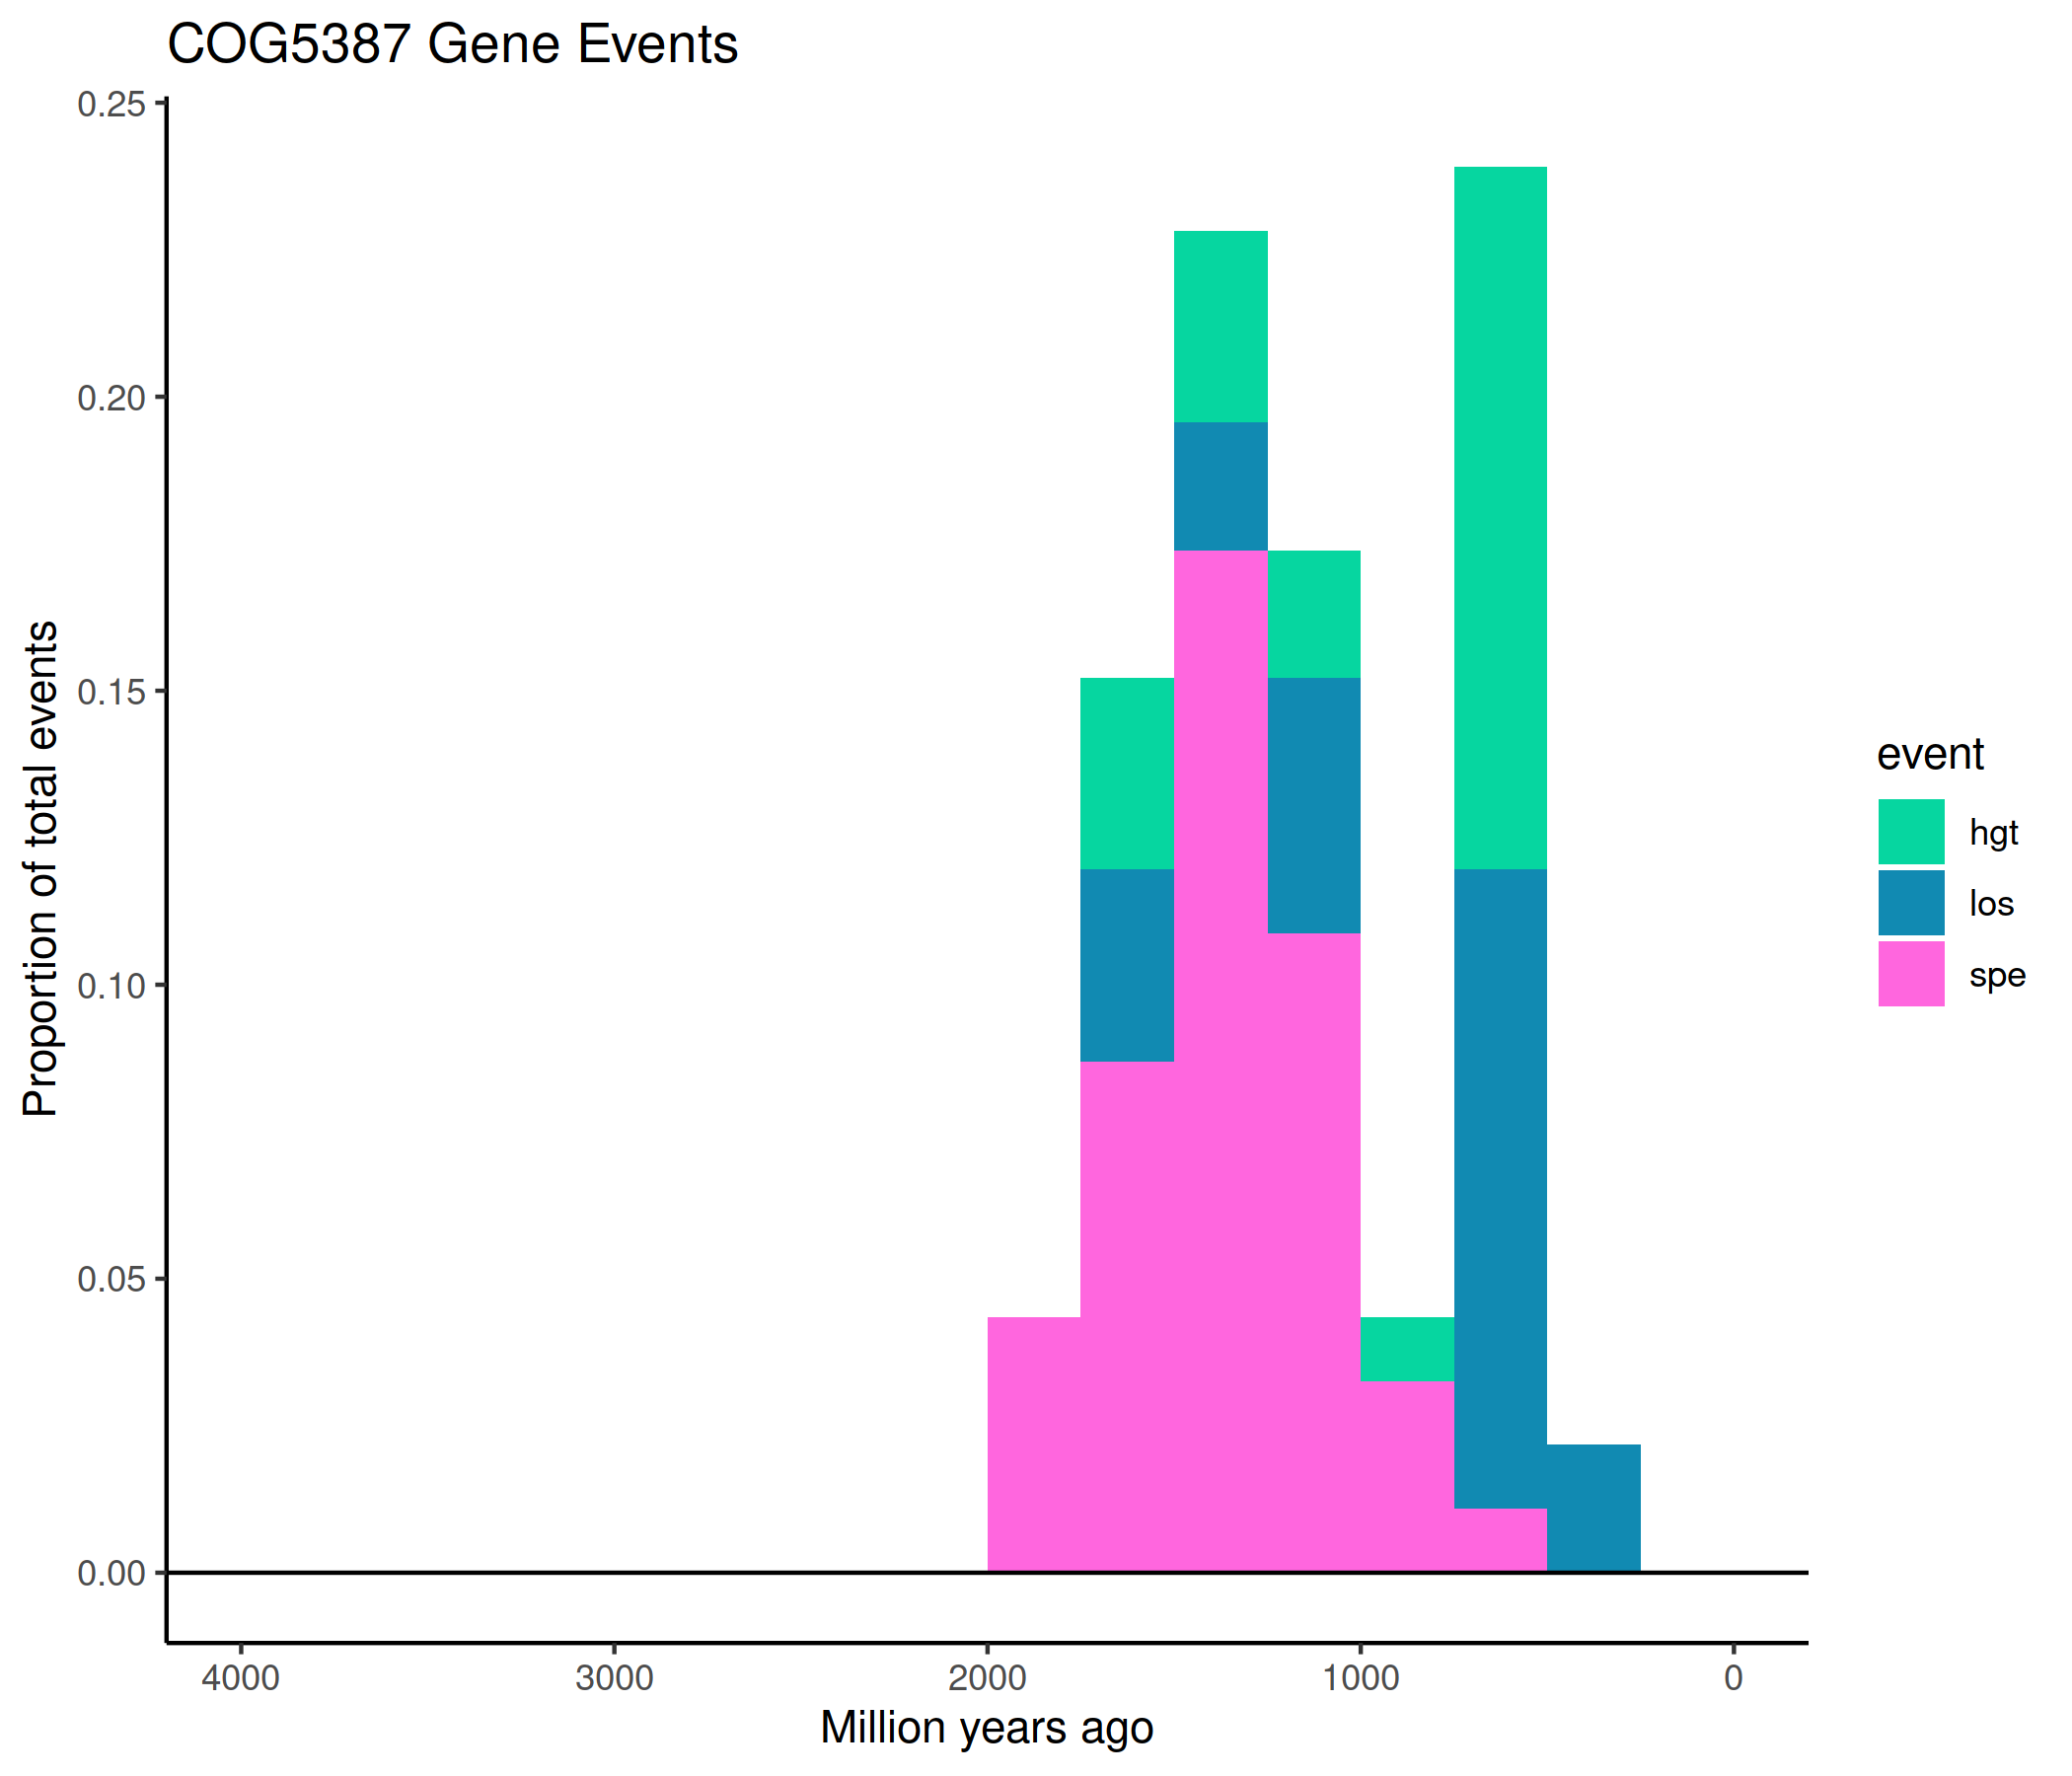 COG5387 Gene Events
0.25
0.20
0.15
0.10
0.05
0.00
Proportion of total events
4000 3000 2000 1000 0
Million years ago
event
hgt
los
spe